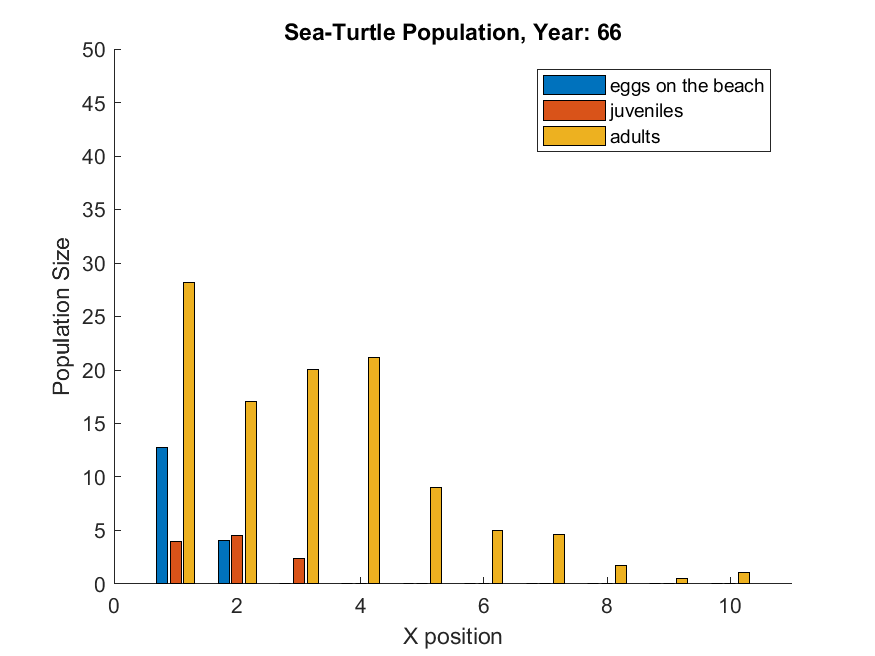 Sea-Turtle Population, Year: 66
50
45
40
35
30
25
20
15
10
5
0
Population Size
eggs on the beach
juveniles
adults
0 2 4 6 8 10
X position